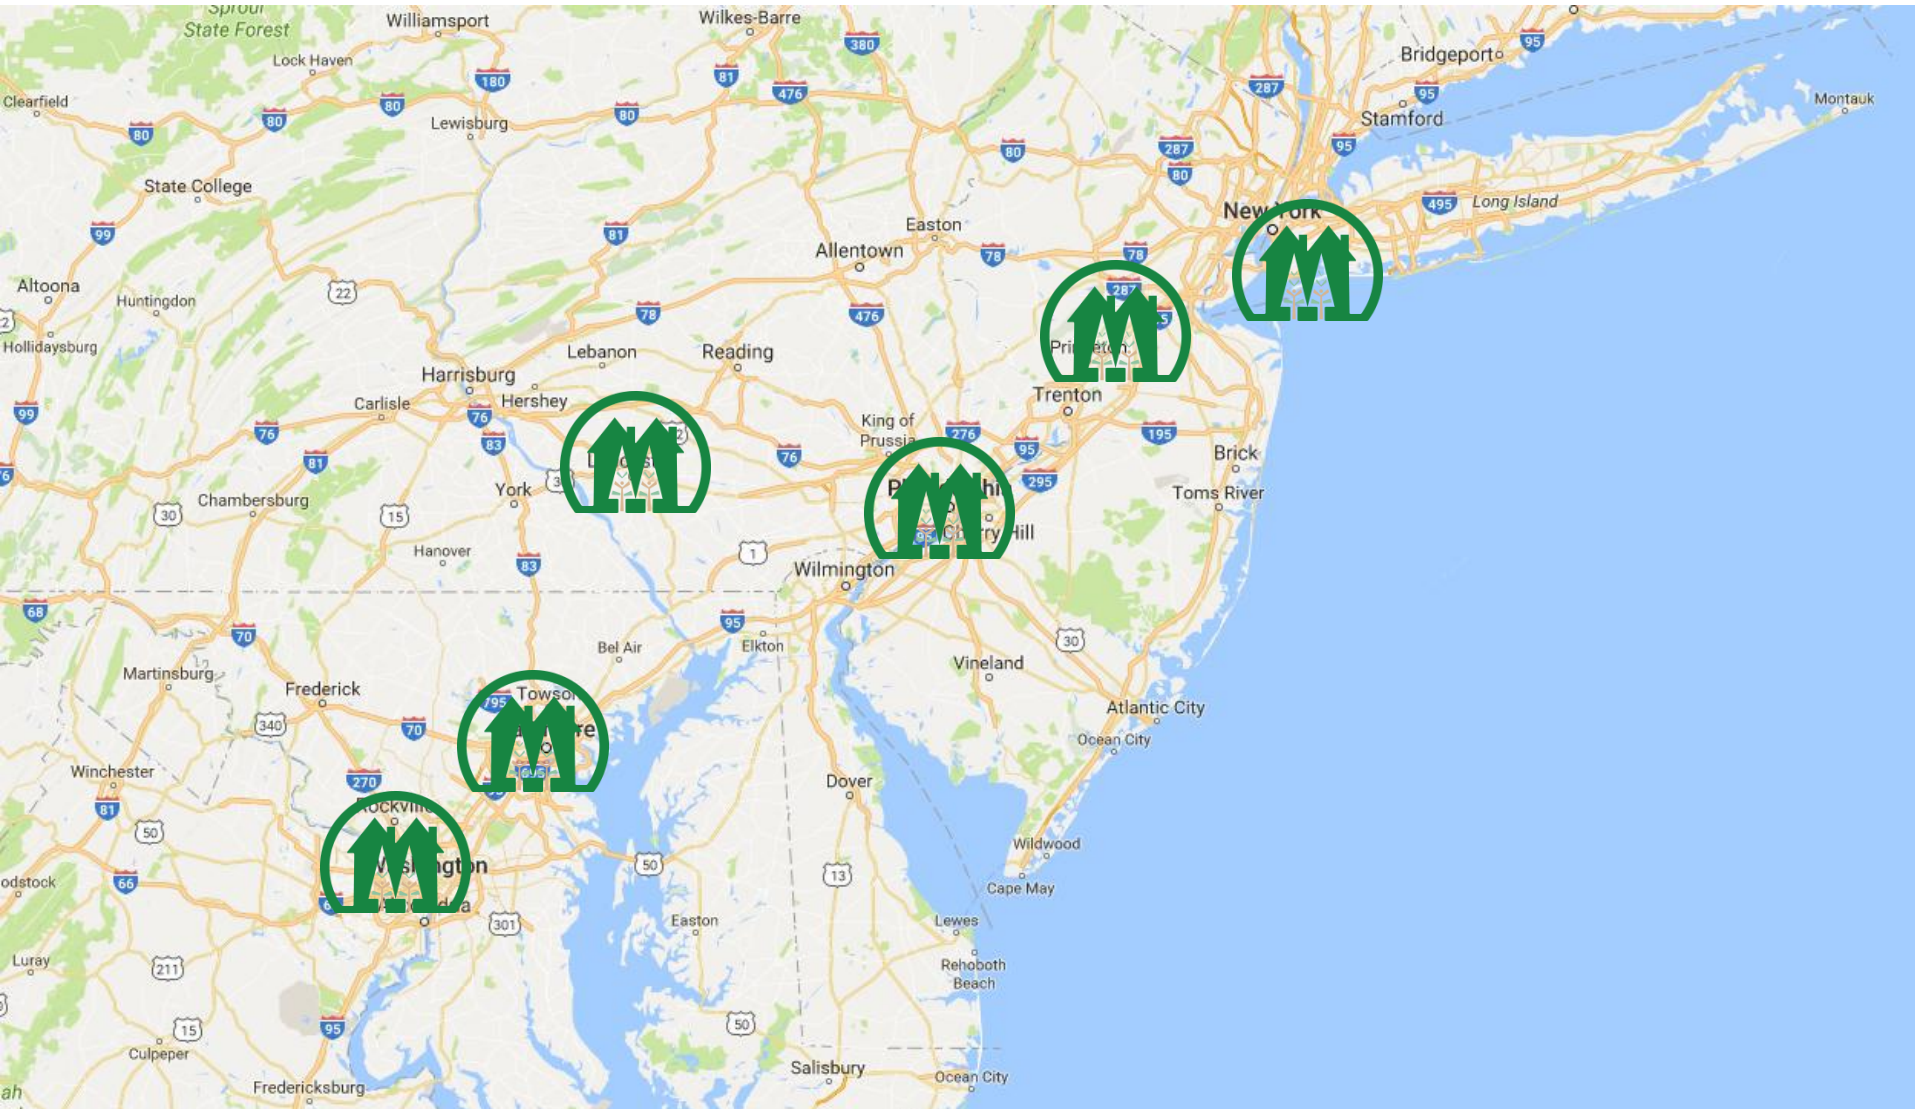 Sproul
State Forest
Williamsport
Wilkes-Barre
380
95
Bridgeport
Lock Haven
180
81
476
287
95
Stamford
Montauk
Clearfield
80
80
80
80
Lewisburg
80
287
80
95
State College
495
Long Island
New York
99
81
Easton
Allentown
78
78
Altoona
Huntingdon
22
78
476
287
Hollidaysburg
Lebanon
Reading
Harrisburg
Hershey
Carlisle
Trenton
99
76
76
83
81
King of
Prussia
276
95
195
76
Brick
295
York
Toms River
Chambersburg
30
15
Cherry Hill
95
Hanover
83
1
Wilmington
68
70
95
30
Bel Air
Elkton
Vineland
Martinsburg
Frederick
795
Towson
340
70
Atlantic City
Ocean City
Winchester
270
Dover
81
50
Rockville
Wildwood
66
Washington
50
13
Cape May
301
Easton
Lewes
Luray
211
Rehoboth
Beach
95
15
50
Culpeper
Salisbury
Ocean City
Fredericksburg